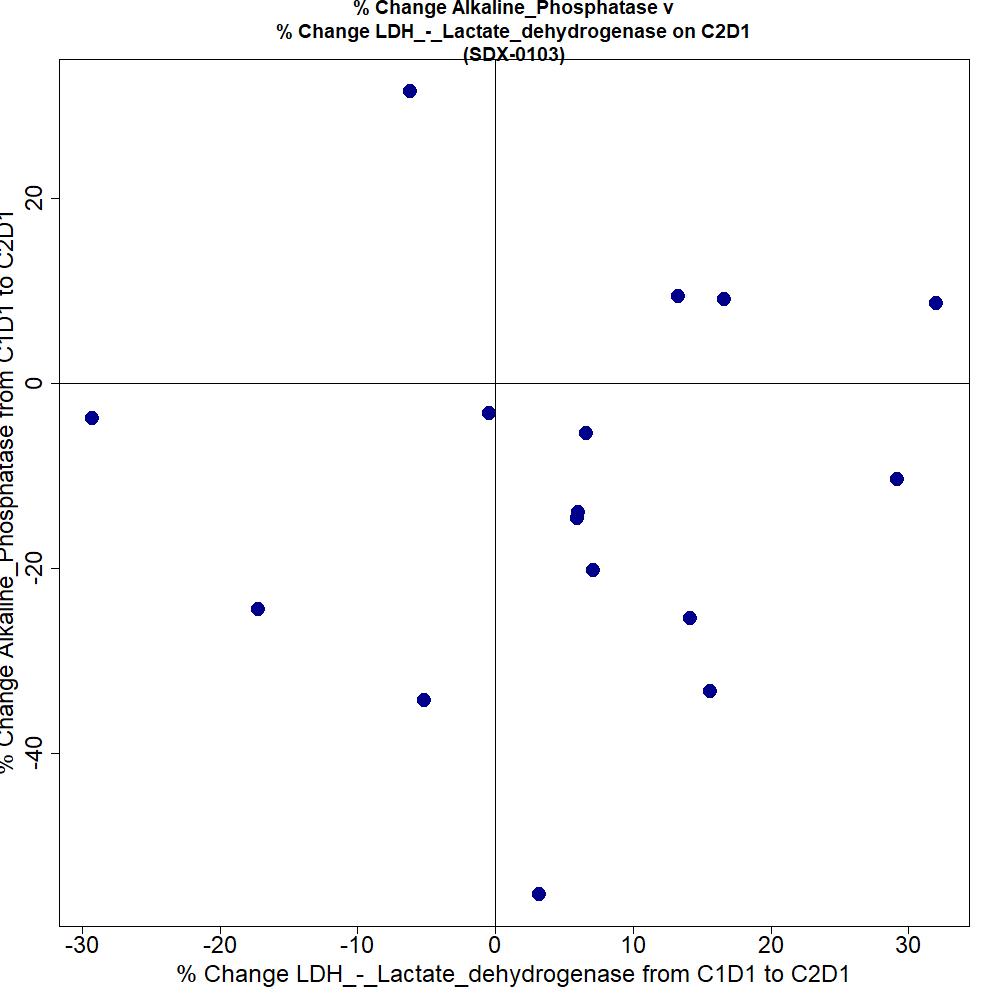 % Change Alkaline_Phosphatase v
% Change LDH_-_Lactate_dehydrogenase on C2D1
(SDX-0103)
% Change Alkaline_Phosphatase from C1D1 to C2D1
20
0
-20
-40
-30
-20
-10
0
10
20
30
% Change LDH_-_Lactate_dehydrogenase from C1D1 to C2D1